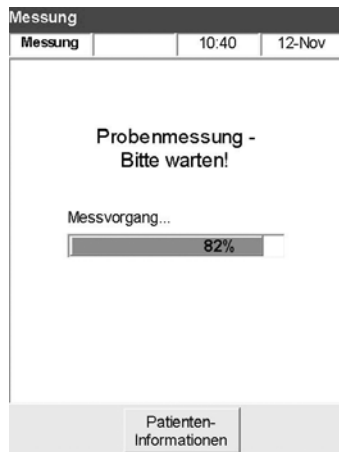 Messung
Messung 10:40 12-Nov
Probenmessung -
Bitte warten!
Messvorgang...
82%
Patienten-
Informationen